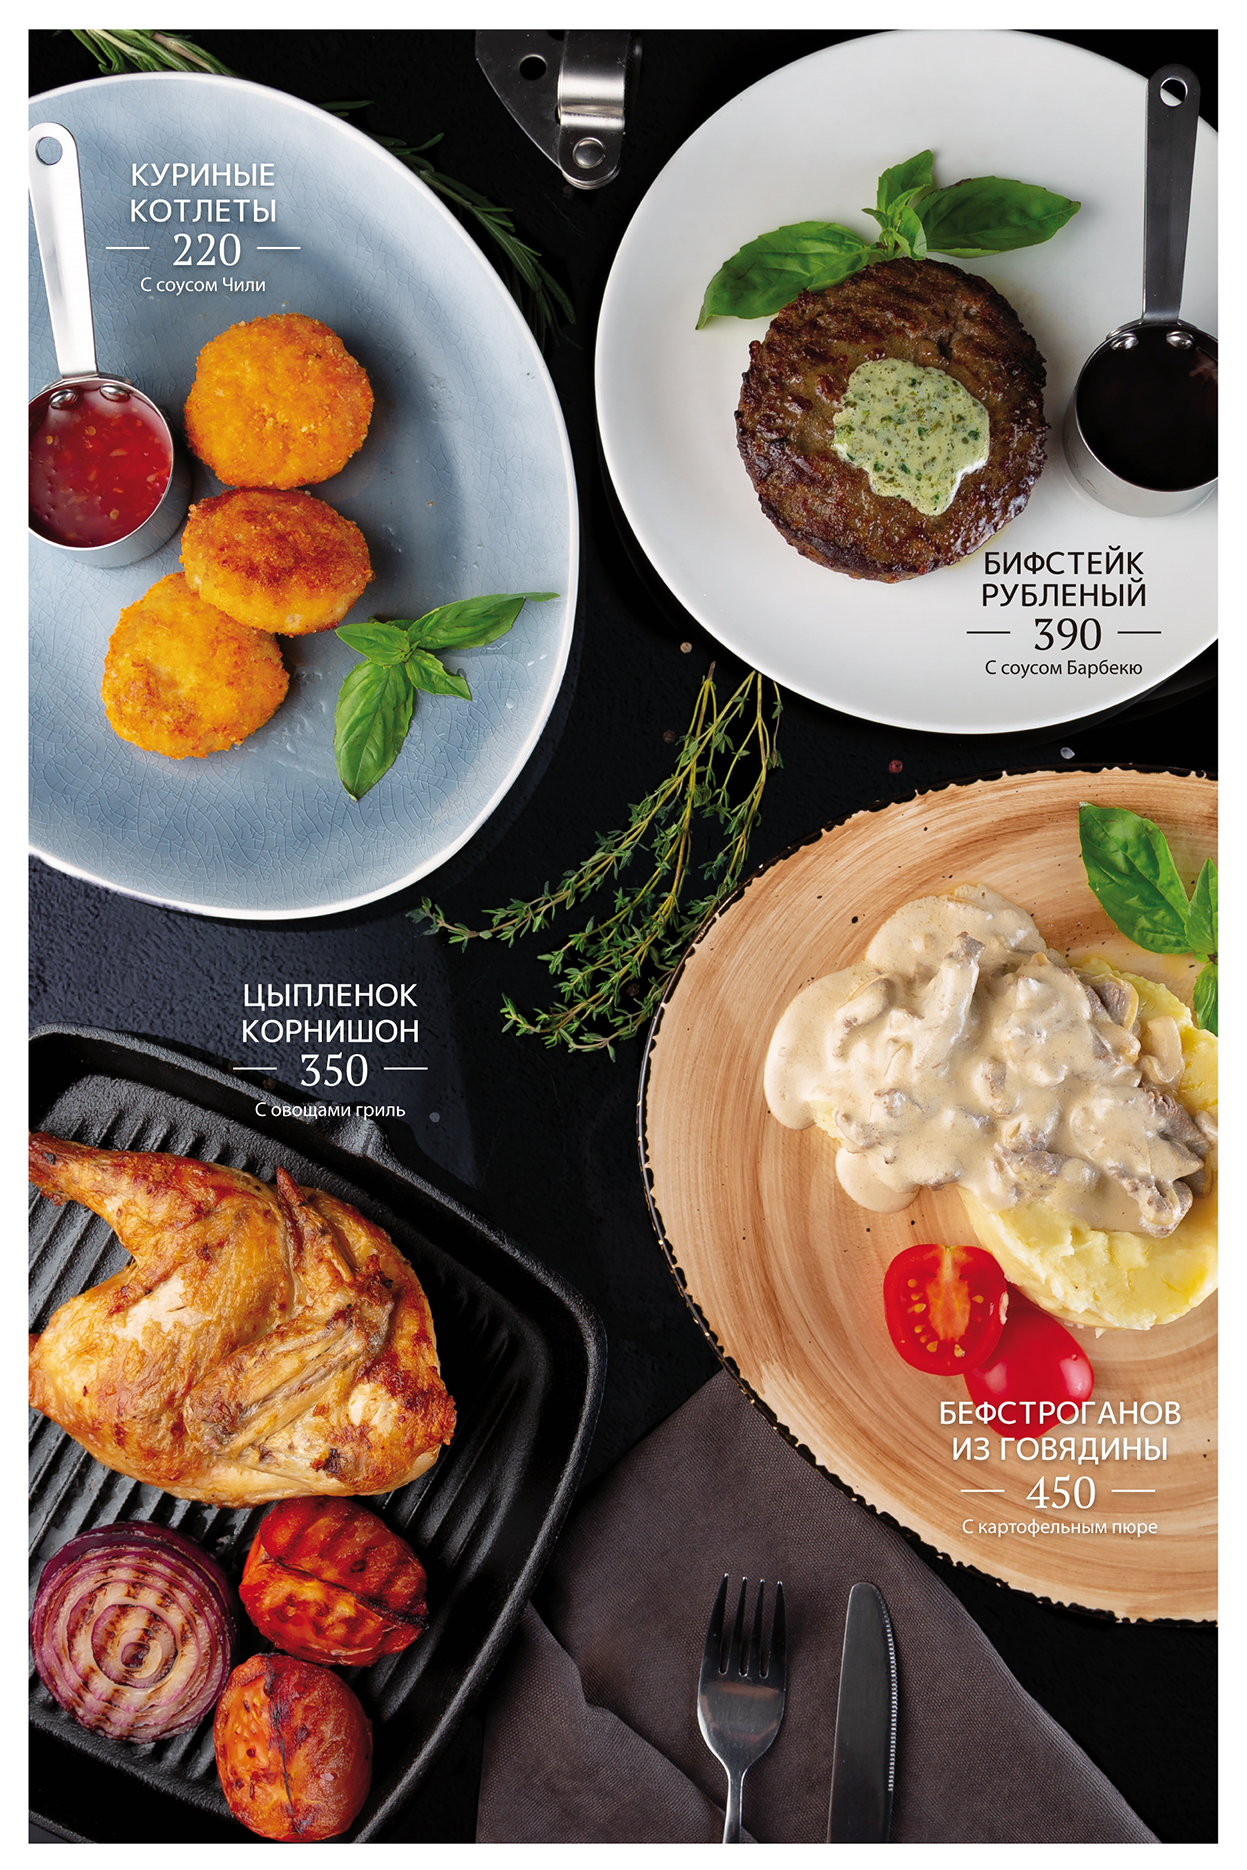 КУРИНЫЕ
КОТЛЕТЫ
220
С соусом Чили
БИФСТЕЙК
РУБЛЕНЫЙ
390
С соусом Барбекю
ЦЫПЛЕНОК
КОРНИШОН
350
С овощами гриль
БЕФСТРОГАНОВ
ИЗ ГОВЯДИНЫ
450
С картофельным пюре